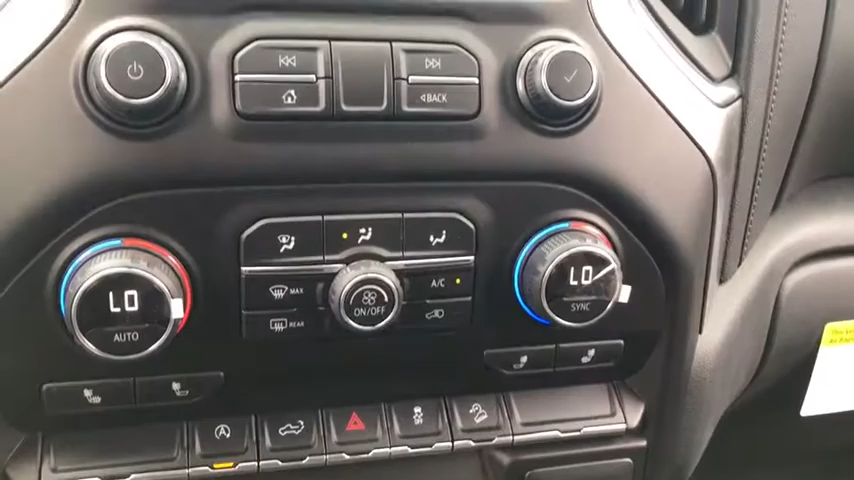 BACK
MAX
A/C
REAR
ON/OFF
LO
AUTO
LO
SYNC
A